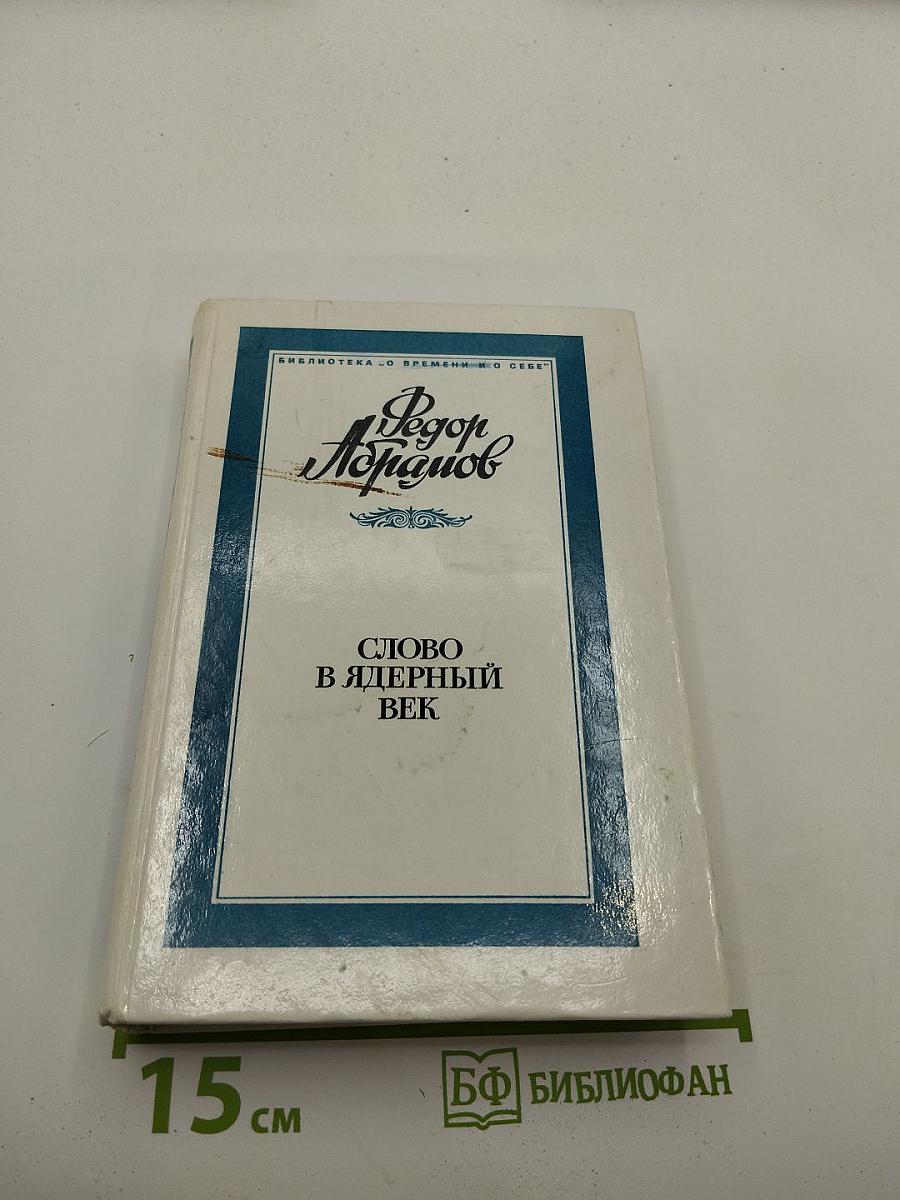 БИБЛИОТЕКА „О ВРЕМЕНИ И О СЕБЕ"
Федор
Абрамов
СЛОВО
В ЯДЕРНЫЙ
ВЕК
15 см
БФ БИБЛИОФАН